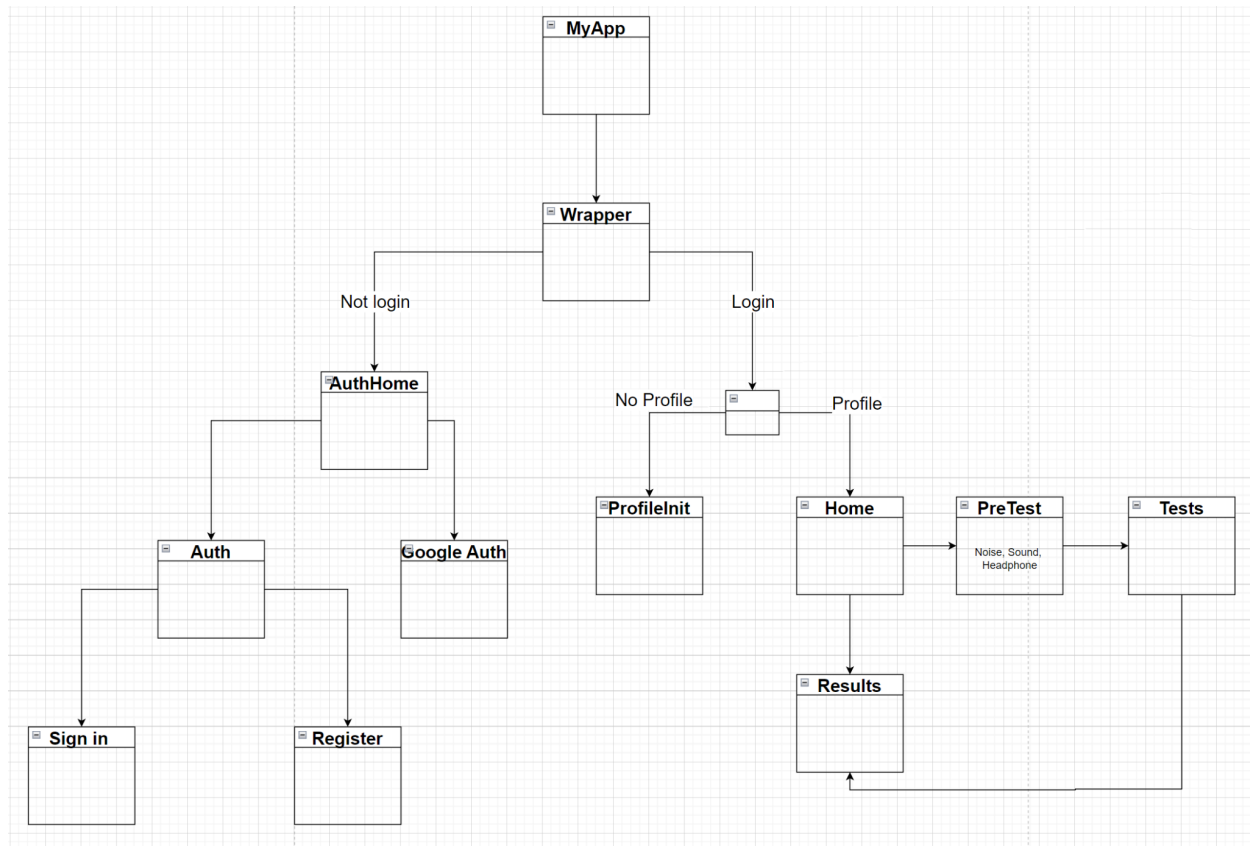 MyApp
Wrapper
Not login
Login
AuthHome
No Profile
Profile
ProfileInit
Home
PreTest
Tests
Noise, Sound,
Headphone
Auth
Google Auth
Results
Sign in
Register